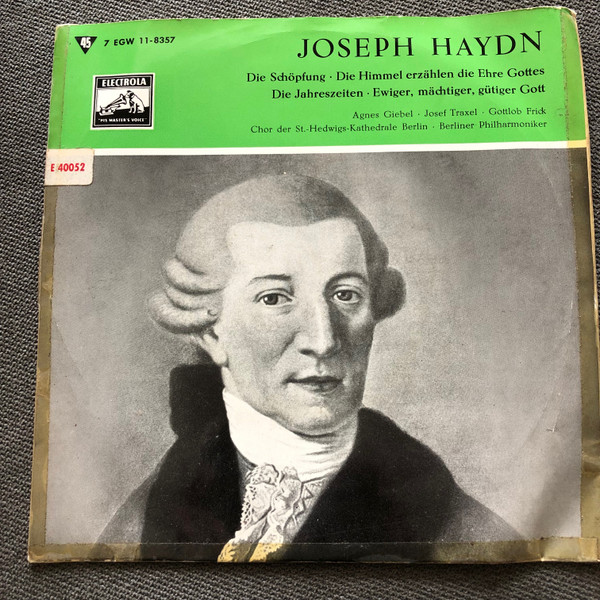 45
7 EGW 11-8357
JOSEPH HAYDN
ELECTROLA
"HIS MASTER'S VOICE"
Die Schöpfung · Die Himmel erzählen die Ehre Gottes
Die Jahreszeiten · Ewiger, mächtiger, gütiger Gott
Agnes Giebel · Josef Traxel · Gottlob Frick
Chor der St.-Hedwigs-Kathedrale Berlin · Berliner Philharmoniker
E 40052